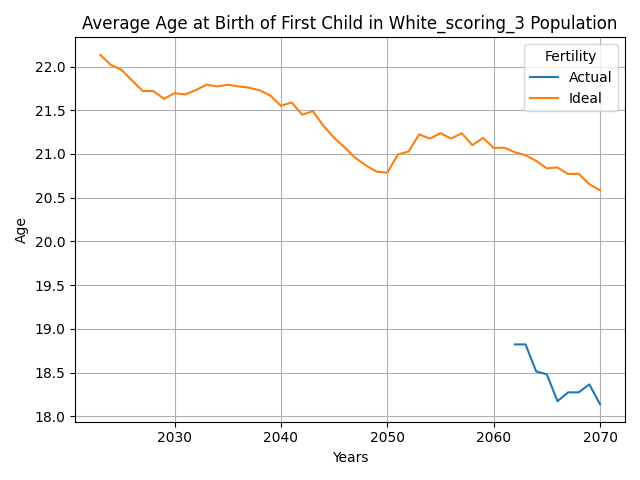 Average Age at Birth of First Child in White_scoring_3 Population
Fertility
Actual
Ideal
22.0
21.5
21.0
20.5
20.0
19.5
19.0
18.5
18.0
Age
2030 2040 2050 2060 2070
Years